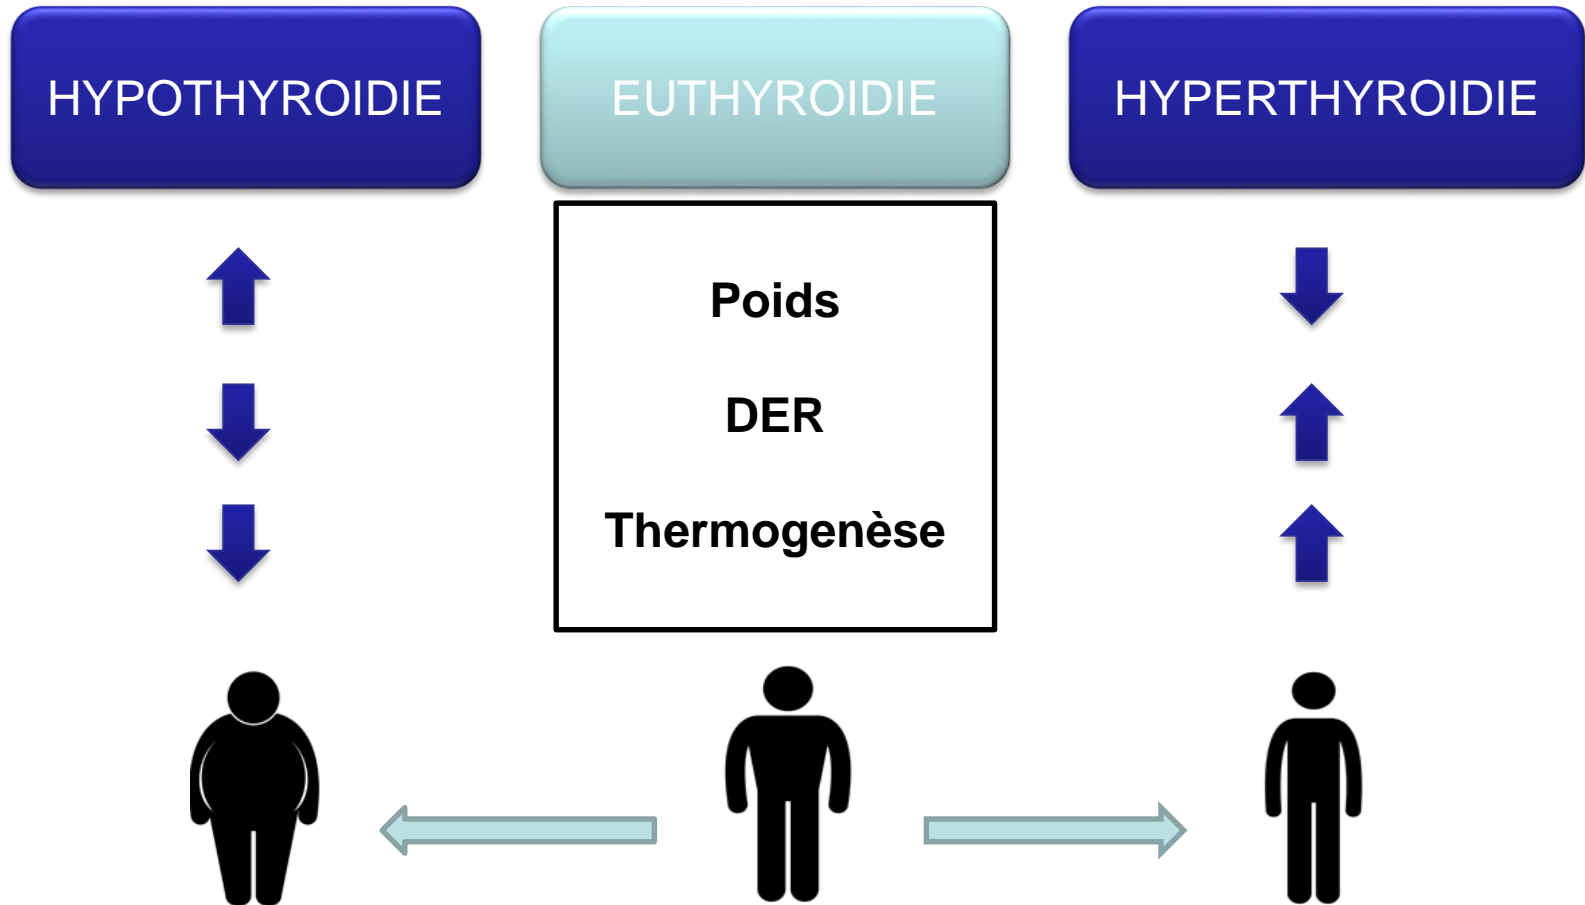 HYPOTHYROIDIE
EUTHYROIDIE
HYPERTHYROIDIE
Poids
DER
Thermogenèse